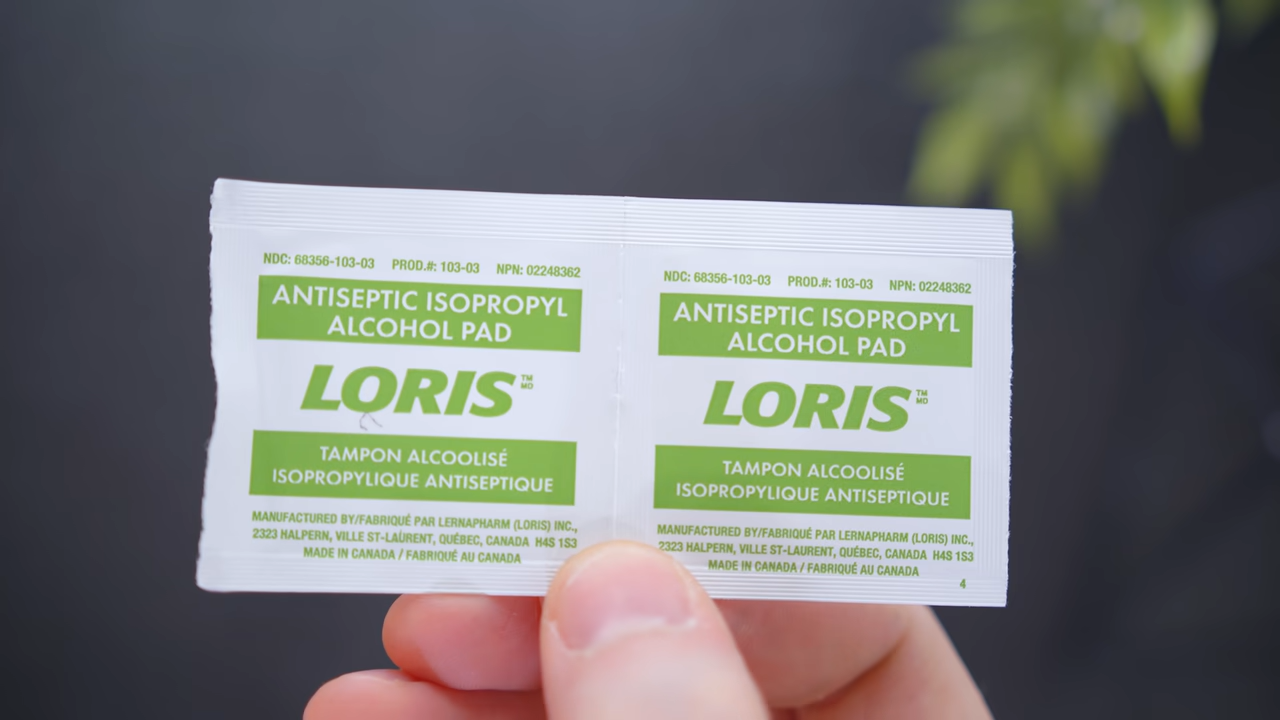 NDC: 68356-103-03 PROD.#: 103-03 NPN: 02248362
ANTISEPTIC ISOPROPYL
ALCOHOL PAD
LORIS TM MD
TAMPON ALCOOLISÉ
ISOPROPYLIQUE ANTISEPTIQUE
MANUFACTURED BY/FABRIQUÉ PAR LERNAPHARM (LORIS) INC.,
2323 HALPERN, VILLE ST-LAURENT, QUÉBEC, CANADA H4S 1S3
MADE IN CANADA / FABRIQUÉ AU CANADA
NDC: 68356-103-03 PROD.#: 103-03 NPN: 02248362
ANTISEPTIC ISOPROPYL
ALCOHOL PAD
LORIS TM MD
TAMPON ALCOOLISÉ
ISOPROPYLIQUE ANTISEPTIQUE
MANUFACTURED BY/FABRIQUÉ PAR LERNAPHARM (LORIS) INC.,
2323 HALPERN, VILLE ST-LAURENT, QUÉBEC, CANADA H4S 1S3
MADE IN CANADA / FABRIQUÉ AU CANADA
4